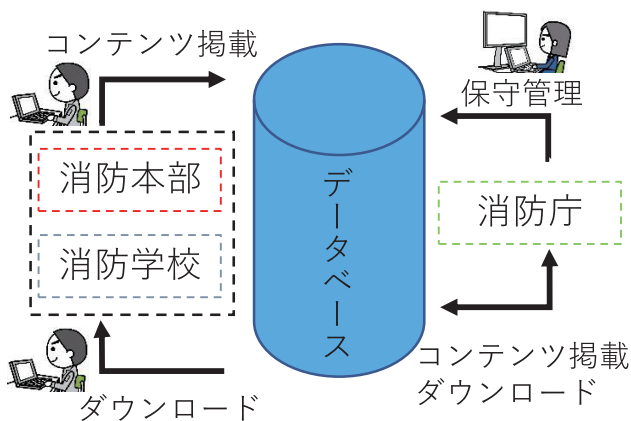 コンテンツ掲載
保守管理
消防本部
消防学校
データベース
消防庁
コンテンツ掲載
ダウンロード
ダウンロード